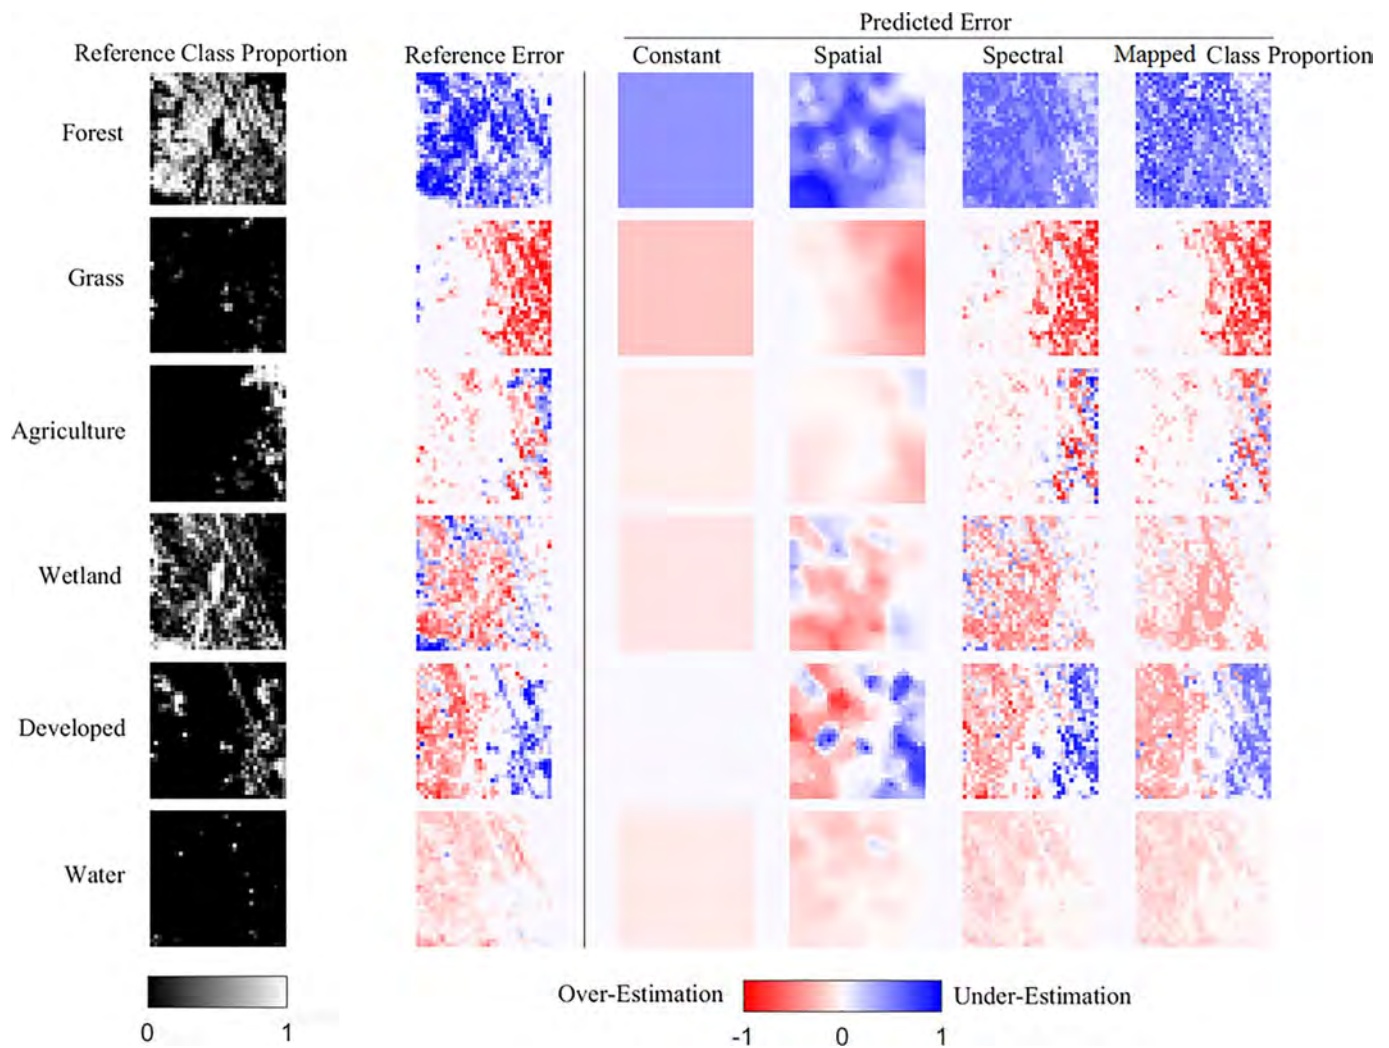 Predicted Error
Reference Class Proportion
Reference Error
Constant
Spatial
Spectral
Mapped Class Proportion
Forest
Grass
Agriculture
Wetland
Developed
Water
Over-Estimation
Under-Estimation
0
1
-1
0
1